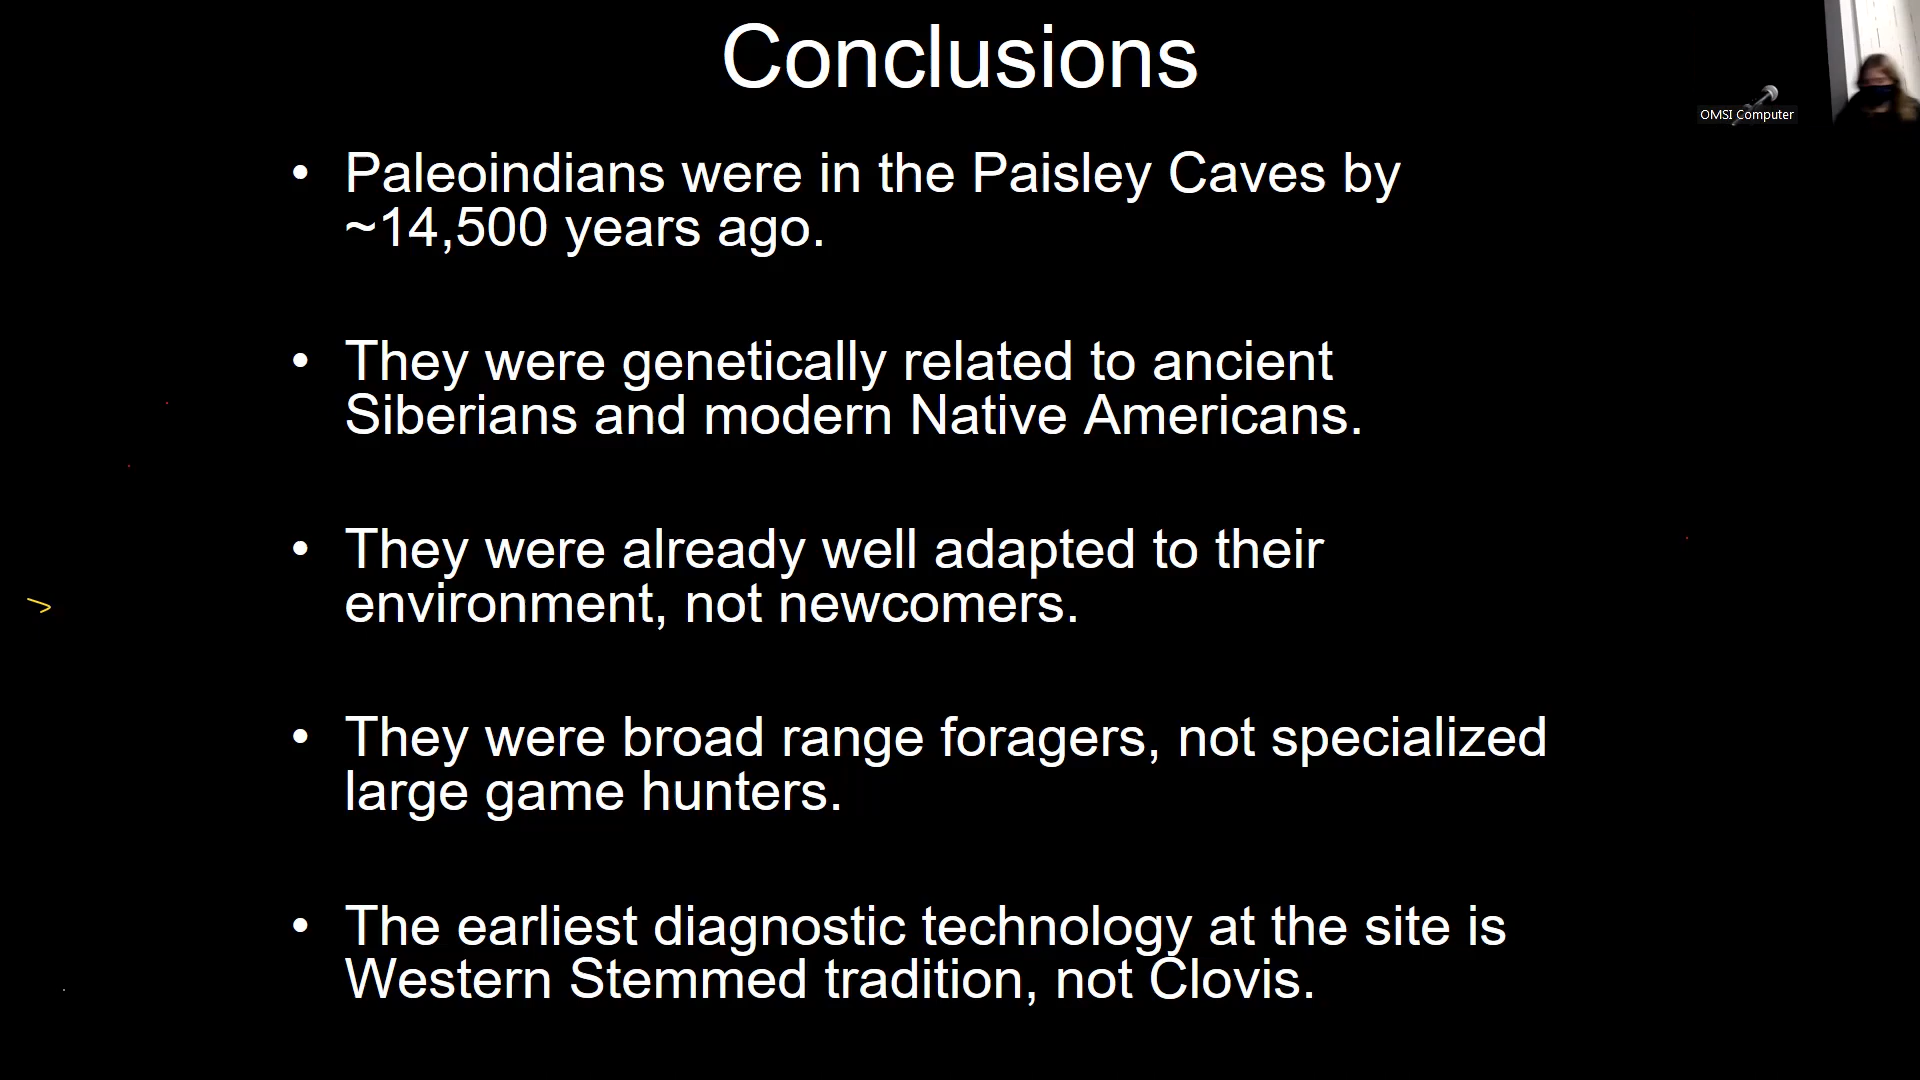 Conclusions
OMSI Computer
• Paleoindians were in the Paisley Caves by
~14,500 years ago.
• They were genetically related to ancient
Siberians and modern Native Americans.
• They were already well adapted to their
environment, not newcomers.
• They were broad range foragers, not specialized
large game hunters.
• The earliest diagnostic technology at the site is
Western Stemmed tradition, not Clovis.